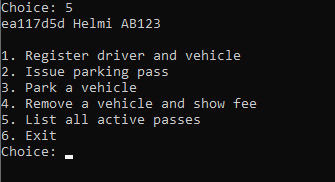 Choice: 5
ea117d5d Helmi AB123
1. Register driver and vehicle
2. Issue parking pass
3. Park a vehicle
4. Remove a vehicle and show fee
5. List all active passes
6. Exit
Choice: